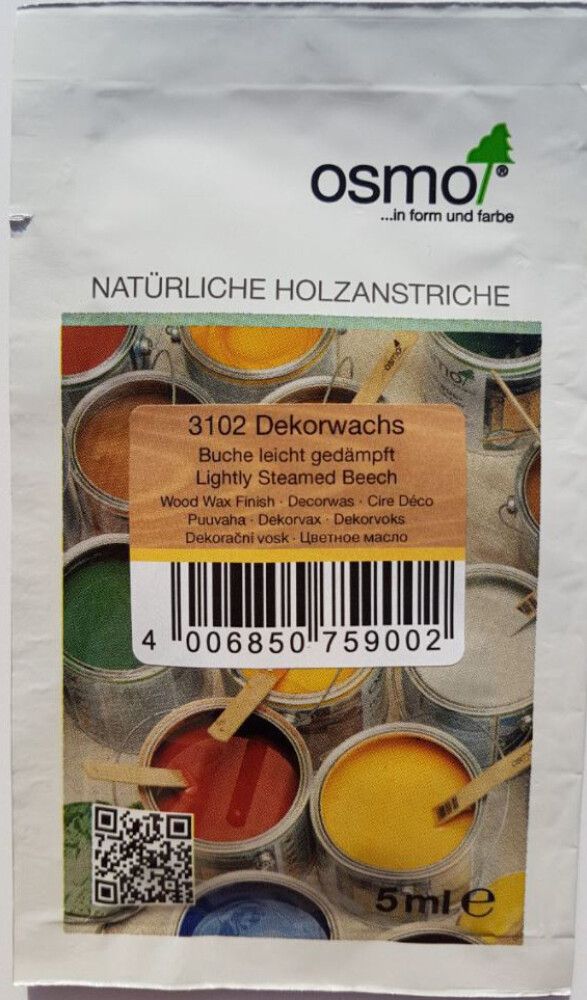 osmo®
...in form und farbe
NATÜRLICHE HOLZANSTRICHE
osmo
3102 Dekorwachs
Buche leicht gedämpft
Lightly Steamed Beech
Wood Wax Finish · Decorwas · Cire Déco
Puuvaha · Dekorvax · Dekorvoks
Dekorační vosk · Цветное масло
4 006850 759002
5 ml e